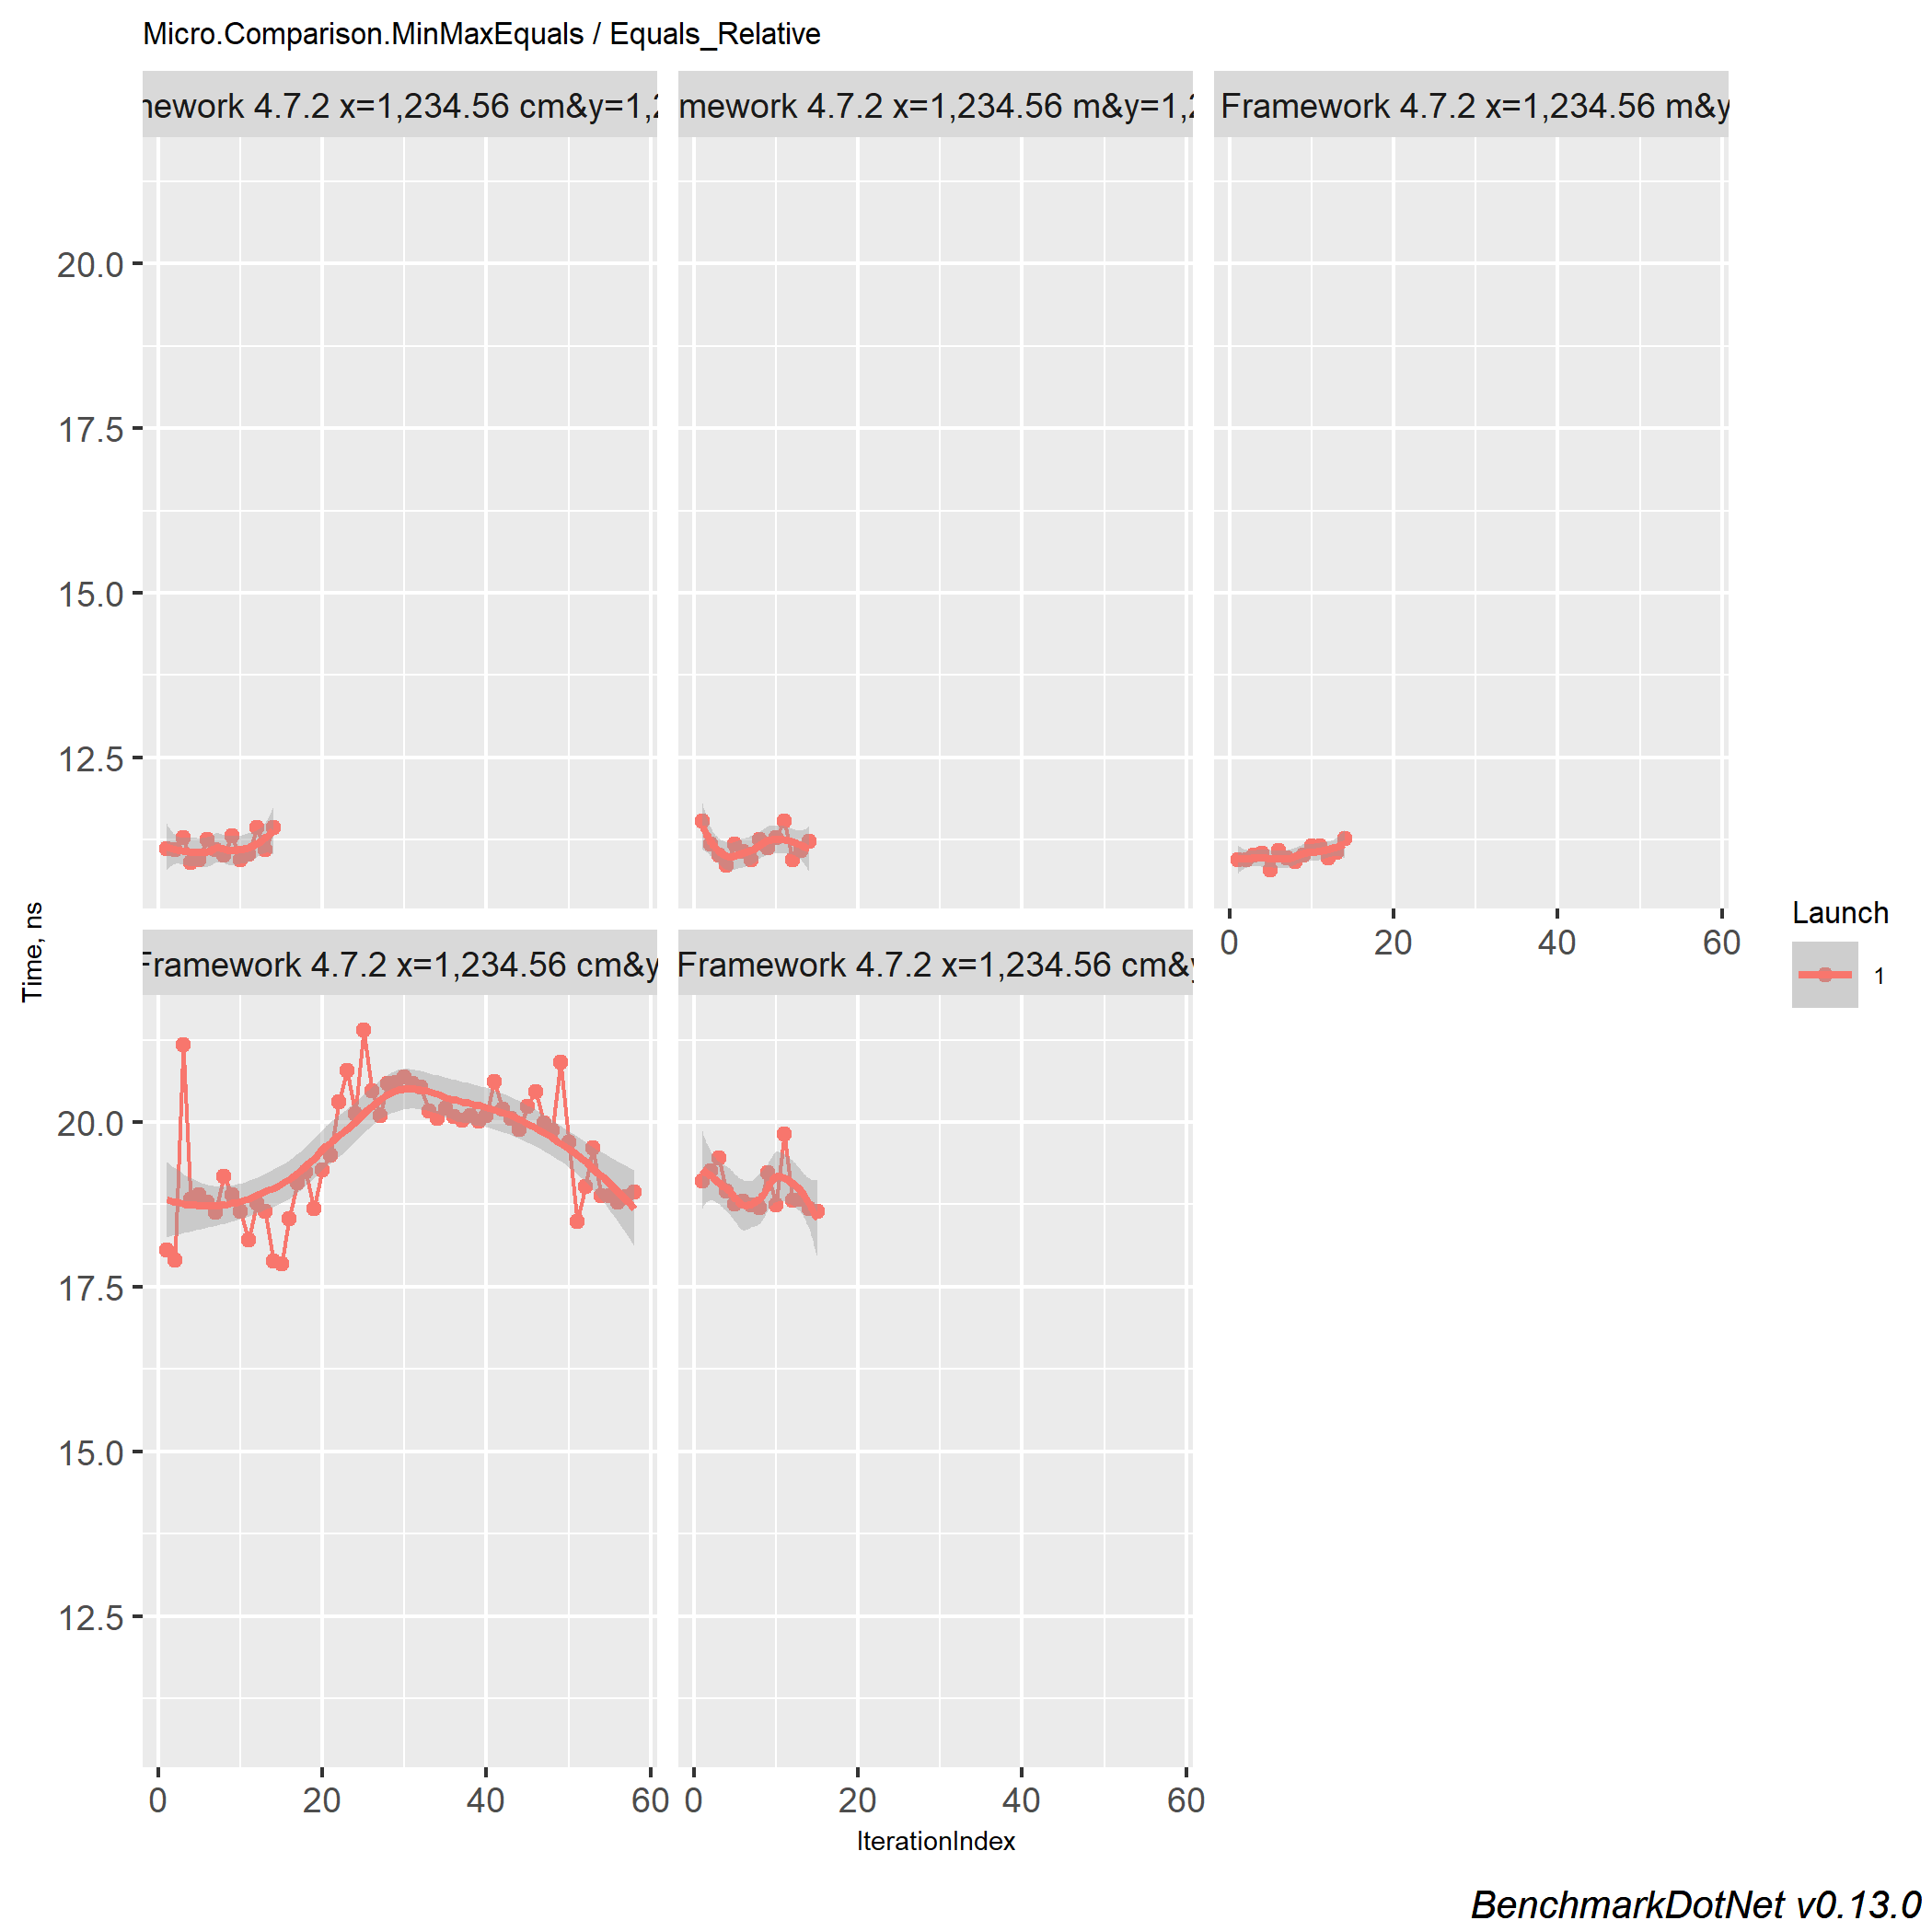 Micro.Comparison.MinMaxEquals / Equals_Relative
nework 4.7.2 x=1,234.56 cm&y=1,2
mework 4.7.2 x=1,234.56 m&y=1,2
Framework 4.7.2 x=1,234.56 m&y
20.0
17.5
15.0
12.5
0 20 40 60
Time, ns
Launch
1
Framework 4.7.2 x=1,234.56 cm&y
Framework 4.7.2 x=1,234.56 cm&y
20.0
17.5
15.0
12.5
0 20 40 60
0 20 40 60
IterationIndex
BenchmarkDotNet v0.13.0